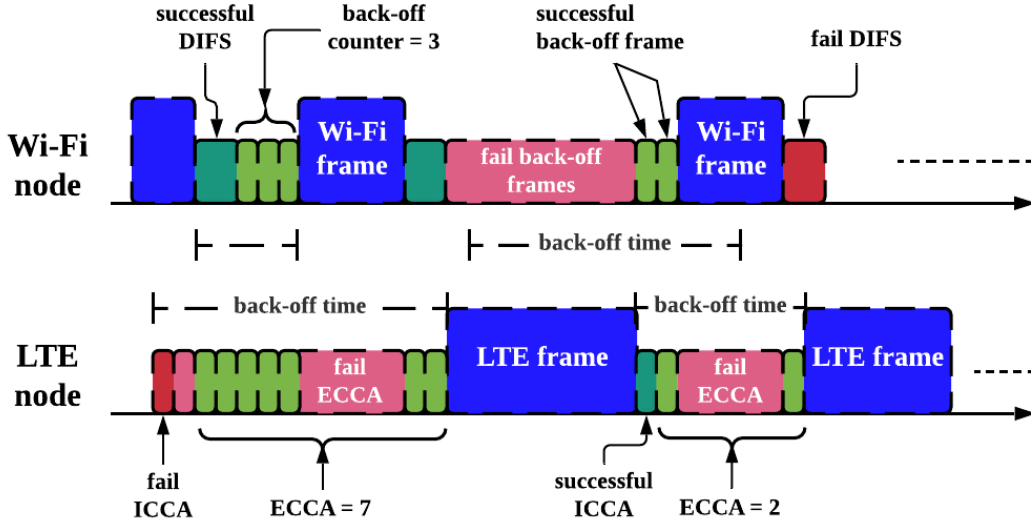 successful
DIFS
back-off
counter = 3
successful
back-off frame
fail DIFS
Wi-Fi
node
Wi-Fi
frame
fail back-off
frames
Wi-Fi
frame
back-off time
back-off time
back-off time
LTE
node
fail
ECCA
LTE frame
fail
ECCA
LTE frame
fail
ICCA
ECCA = 7
successful
ICCA
ECCA = 2